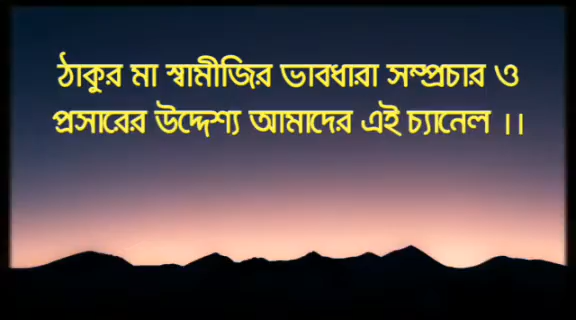 ঠাকুর মা স্বামীজির ভাবধারা সম্প্রচার ও
প্রসারের উদ্দেশ্য আমাদের এই চ্যানেল ।।